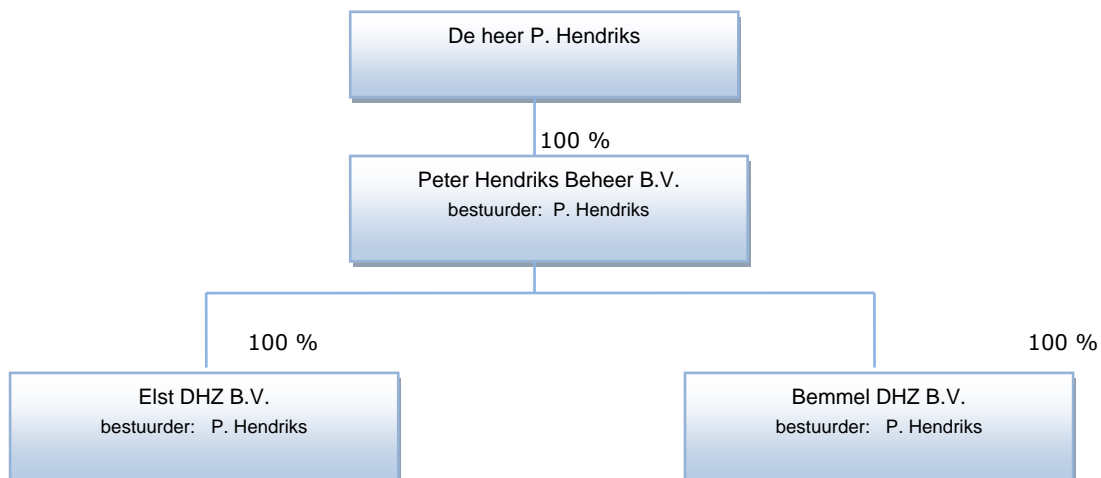 De heer P. Hendriks
100 %
Peter Hendriks Beheer B.V.
bestuurder: P. Hendriks
100 %
100 %
Elst DHZ B.V.
bestuurder: P. Hendriks
Bemmel DHZ B.V.
bestuurder: P. Hendriks